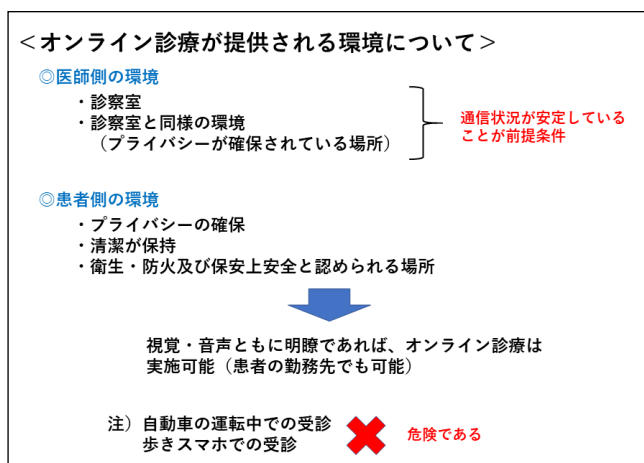 ＜オンライン診療が提供される環境について＞
◎医師側の環境
・診察室
・診察室と同様の環境
（プライバシーが確保されている場所）
通信状況が安定している
ことが前提条件
◎患者側の環境
・プライバシーの確保
・清潔が保持
・衛生・防火及び保安上安全と認められる場所
視覚・音声ともに明瞭であれば、オンライン診療は
実施可能（患者の勤務先でも可能）
注）自動車の運転中での受診
歩きスマホでの受診
危険である